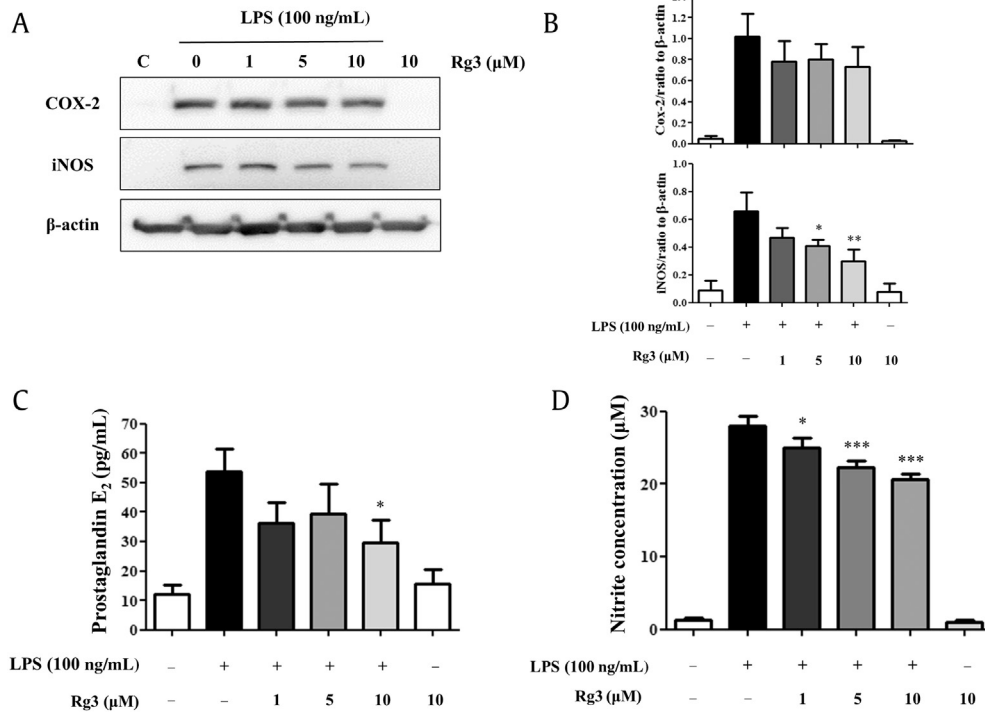 A
LPS (100 ng/mL)
C 0 1 5 10 10 Rg3 (μM)
COX-2
iNOS
β-actin
B
Cox-2/ratio to β-actin
1.2
1.0
0.8
0.6
0.4
0.2
0.0
iNOS/ratio to β-actin
1.0
0.8
0.6
0.4
0.2
0.0
* **
LPS (100 ng/mL) – + + + + –
Rg3 (μM) – – 1 5 10 10
C
Prostaglandin E2 (pg/mL)
70
60
50
40
30
20
10
0
*
LPS (100 ng/mL) – + + + + –
Rg3 (μM) – – 1 5 10 10
D
Nitrite concentration (μM)
30
20
10
0
* *** ***
LPS (100 ng/mL) – + + + + –
Rg3 (μM) – – 1 5 10 10